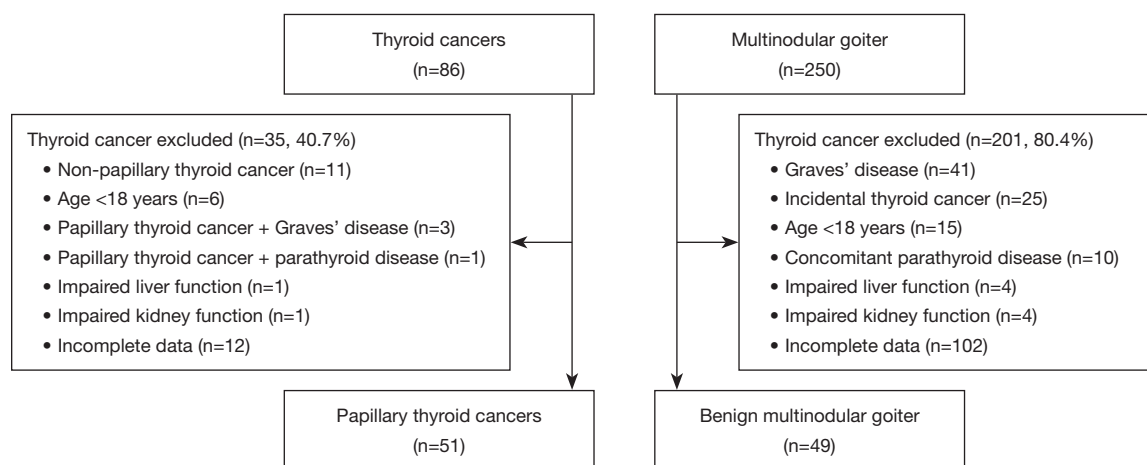 Thyroid cancers
(n=86)
Multinodular goiter
(n=250)
Thyroid cancer excluded (n=35, 40.7%)
• Non-papillary thyroid cancer (n=11)
• Age <18 years (n=6)
• Papillary thyroid cancer + Graves’ disease (n=3)
• Papillary thyroid cancer + parathyroid disease (n=1)
• Impaired liver function (n=1)
• Impaired kidney function (n=1)
• Incomplete data (n=12)
Thyroid cancer excluded (n=201, 80.4%)
• Graves’ disease (n=41)
• Incidental thyroid cancer (n=25)
• Age <18 years (n=15)
• Concomitant parathyroid disease (n=10)
• Impaired liver function (n=4)
• Impaired kidney function (n=4)
• Incomplete data (n=102)
Papillary thyroid cancers
(n=51)
Benign multinodular goiter
(n=49)